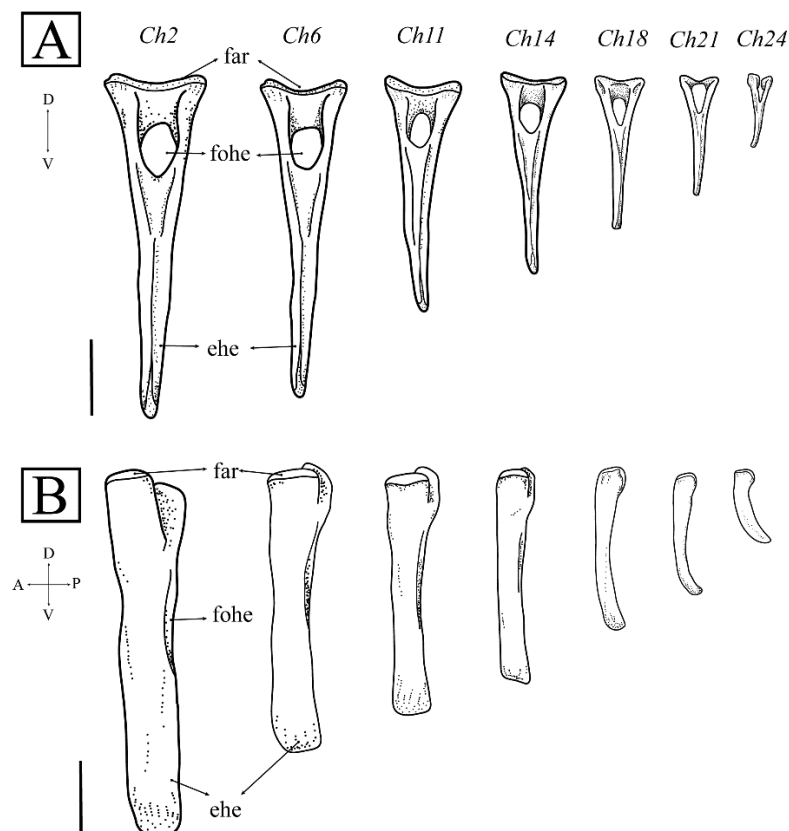 A
Ch2 Ch6 Ch11 Ch14 Ch18 Ch21 Ch24
far
D
V
fohe
ehe
B
far
D
A P
V
fohe
ehe